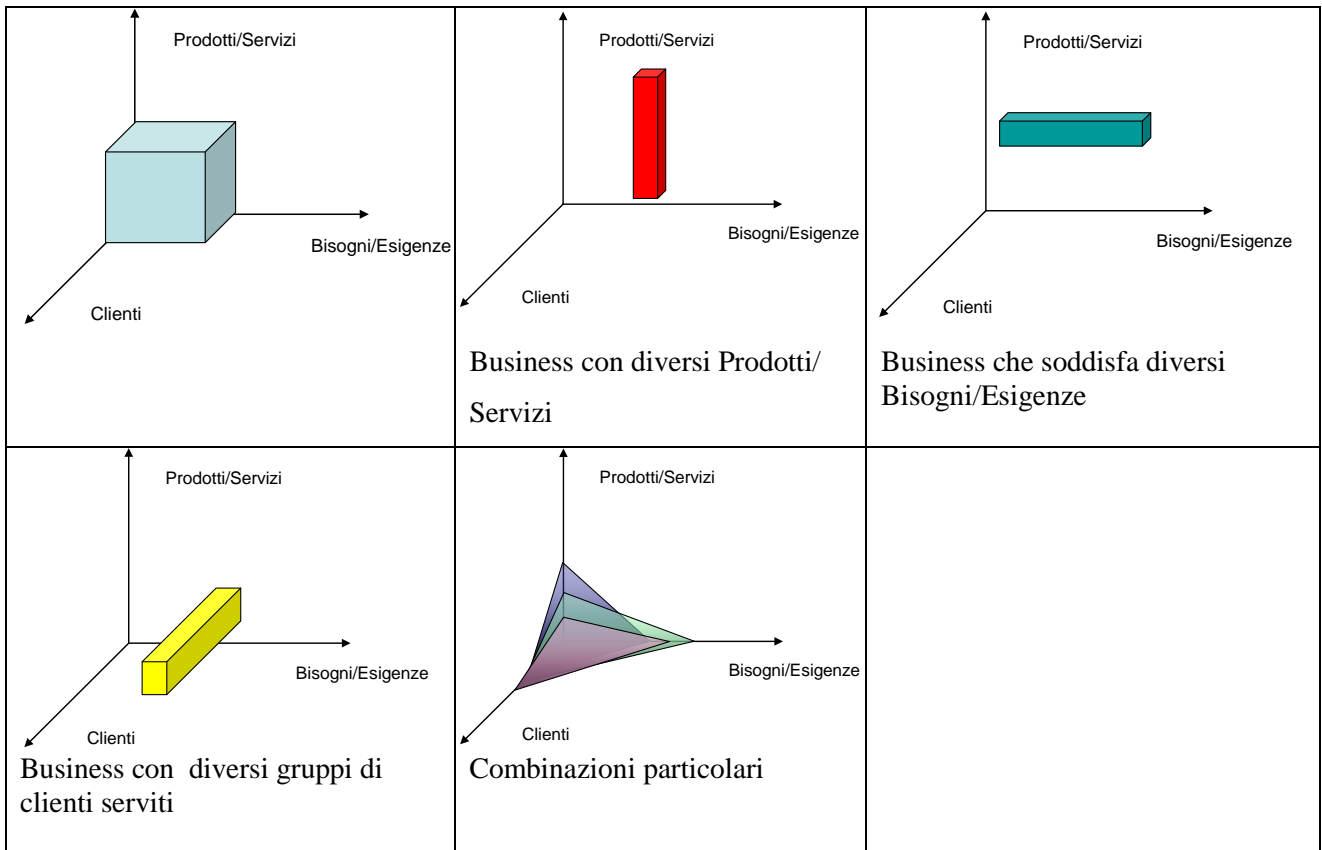 Prodotti/Servizi
Bisogni/Esigenze
Clienti
Prodotti/Servizi
Bisogni/Esigenze
Clienti
Business con diversi Prodotti/
Servizi
Prodotti/Servizi
Bisogni/Esigenze
Clienti
Business che soddisfa diversi
Bisogni/Esigenze
Prodotti/Servizi
Bisogni/Esigenze
Clienti
Business con diversi gruppi di
clienti serviti
Prodotti/Servizi
Bisogni/Esigenze
Clienti
Combinazioni particolari